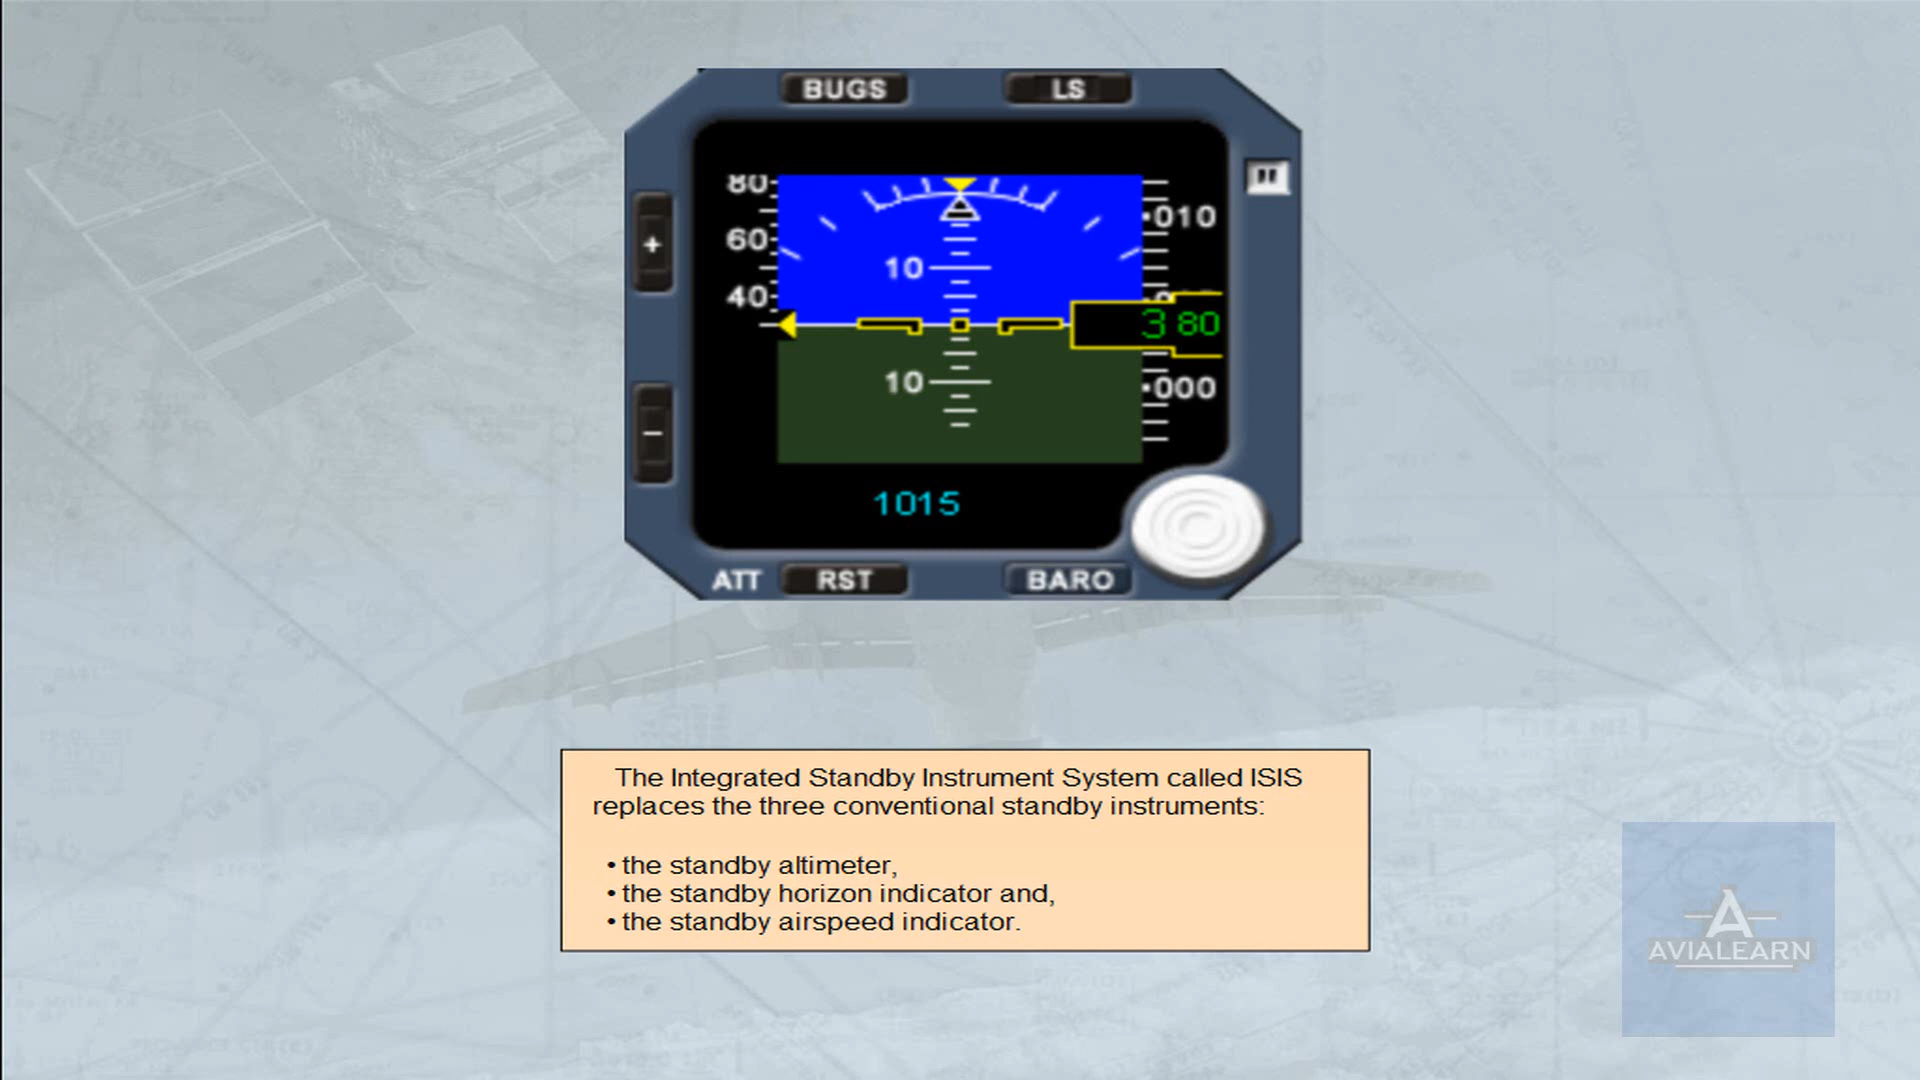 BUGS LS
80
010
60
+
10
40
3 80
10
000
−
1015
ATT RST BARO
The Integrated Standby Instrument System called ISIS
replaces the three conventional standby instruments:
• the standby altimeter,
• the standby horizon indicator and,
• the standby airspeed indicator.
A
AVIALEARN